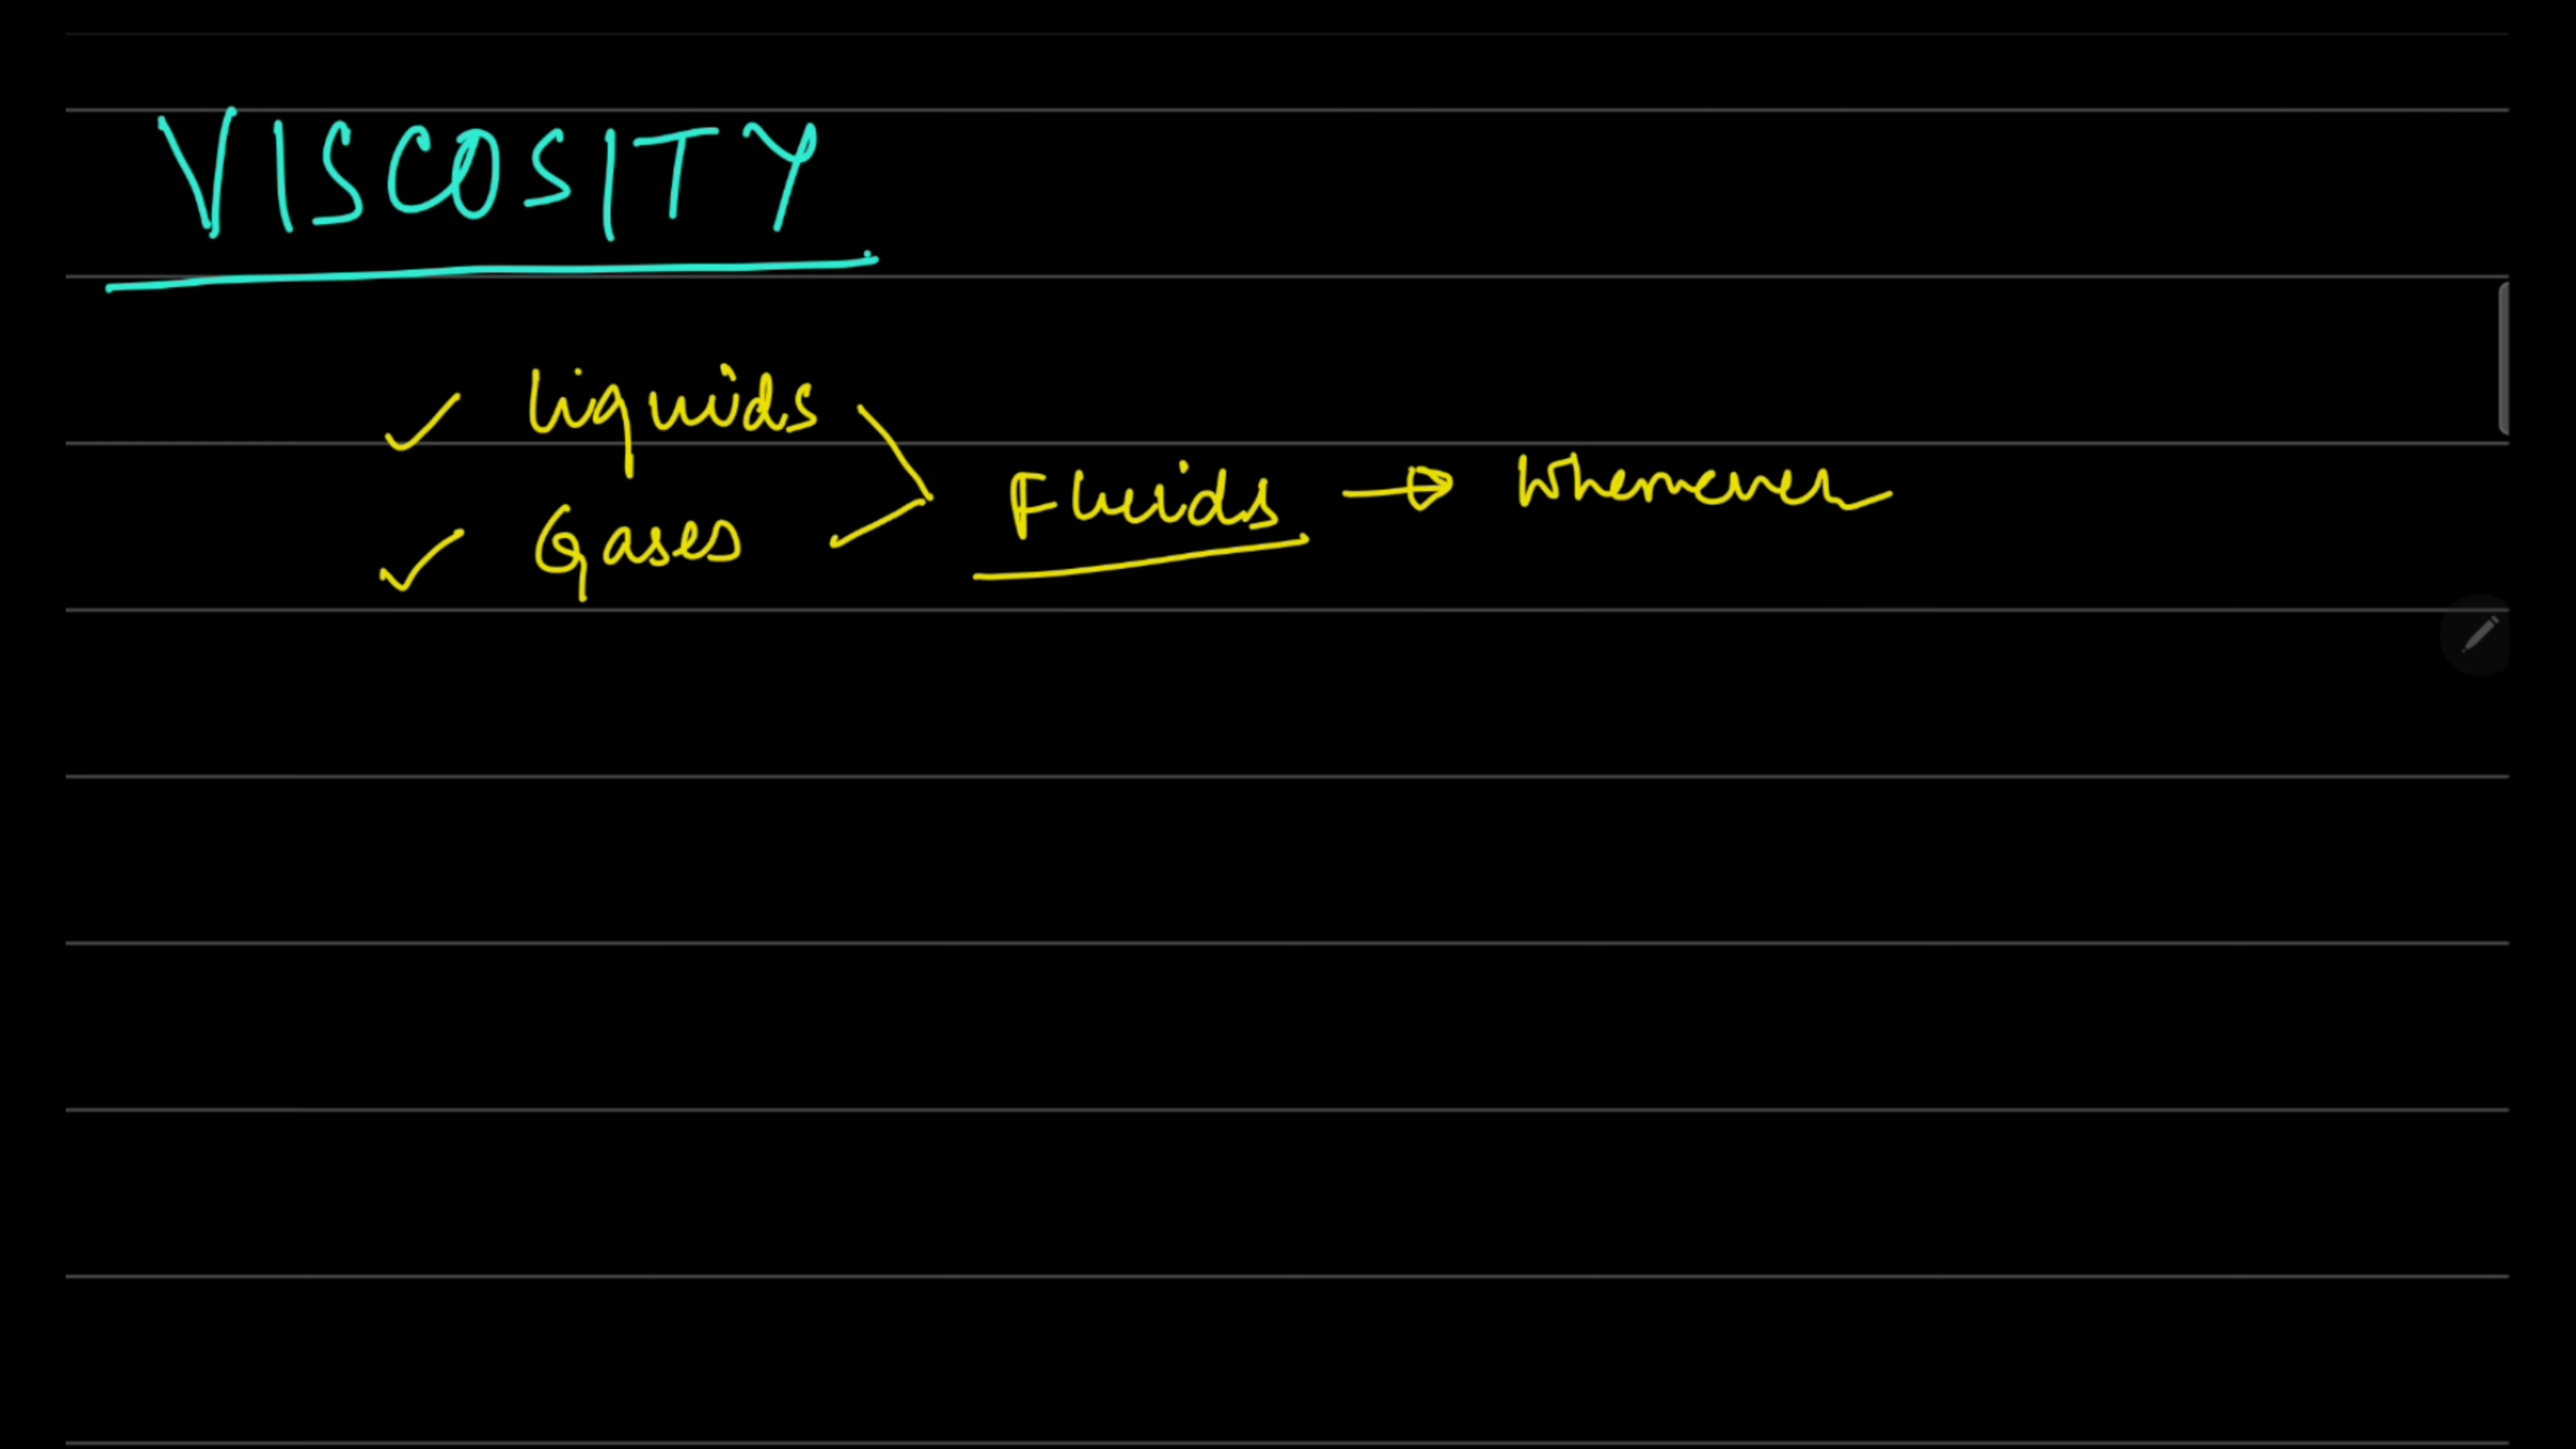 VISCOSITY
✓ Liquids
✓ Gases
Fluids → Whenever